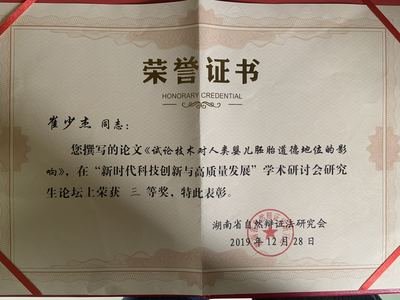 荣誉证书
HONORARY CREDENTIAL
崔少杰 同志:
您撰写的论文《试论技术对人类婴儿胚胎道德地位的影
响》,在“新时代科技创新与高质量发展”学术研讨会研究
生论坛上荣获 三 等奖,特此表彰。
湖南省自然辩证法研究会
2019 年 12 月 28 日